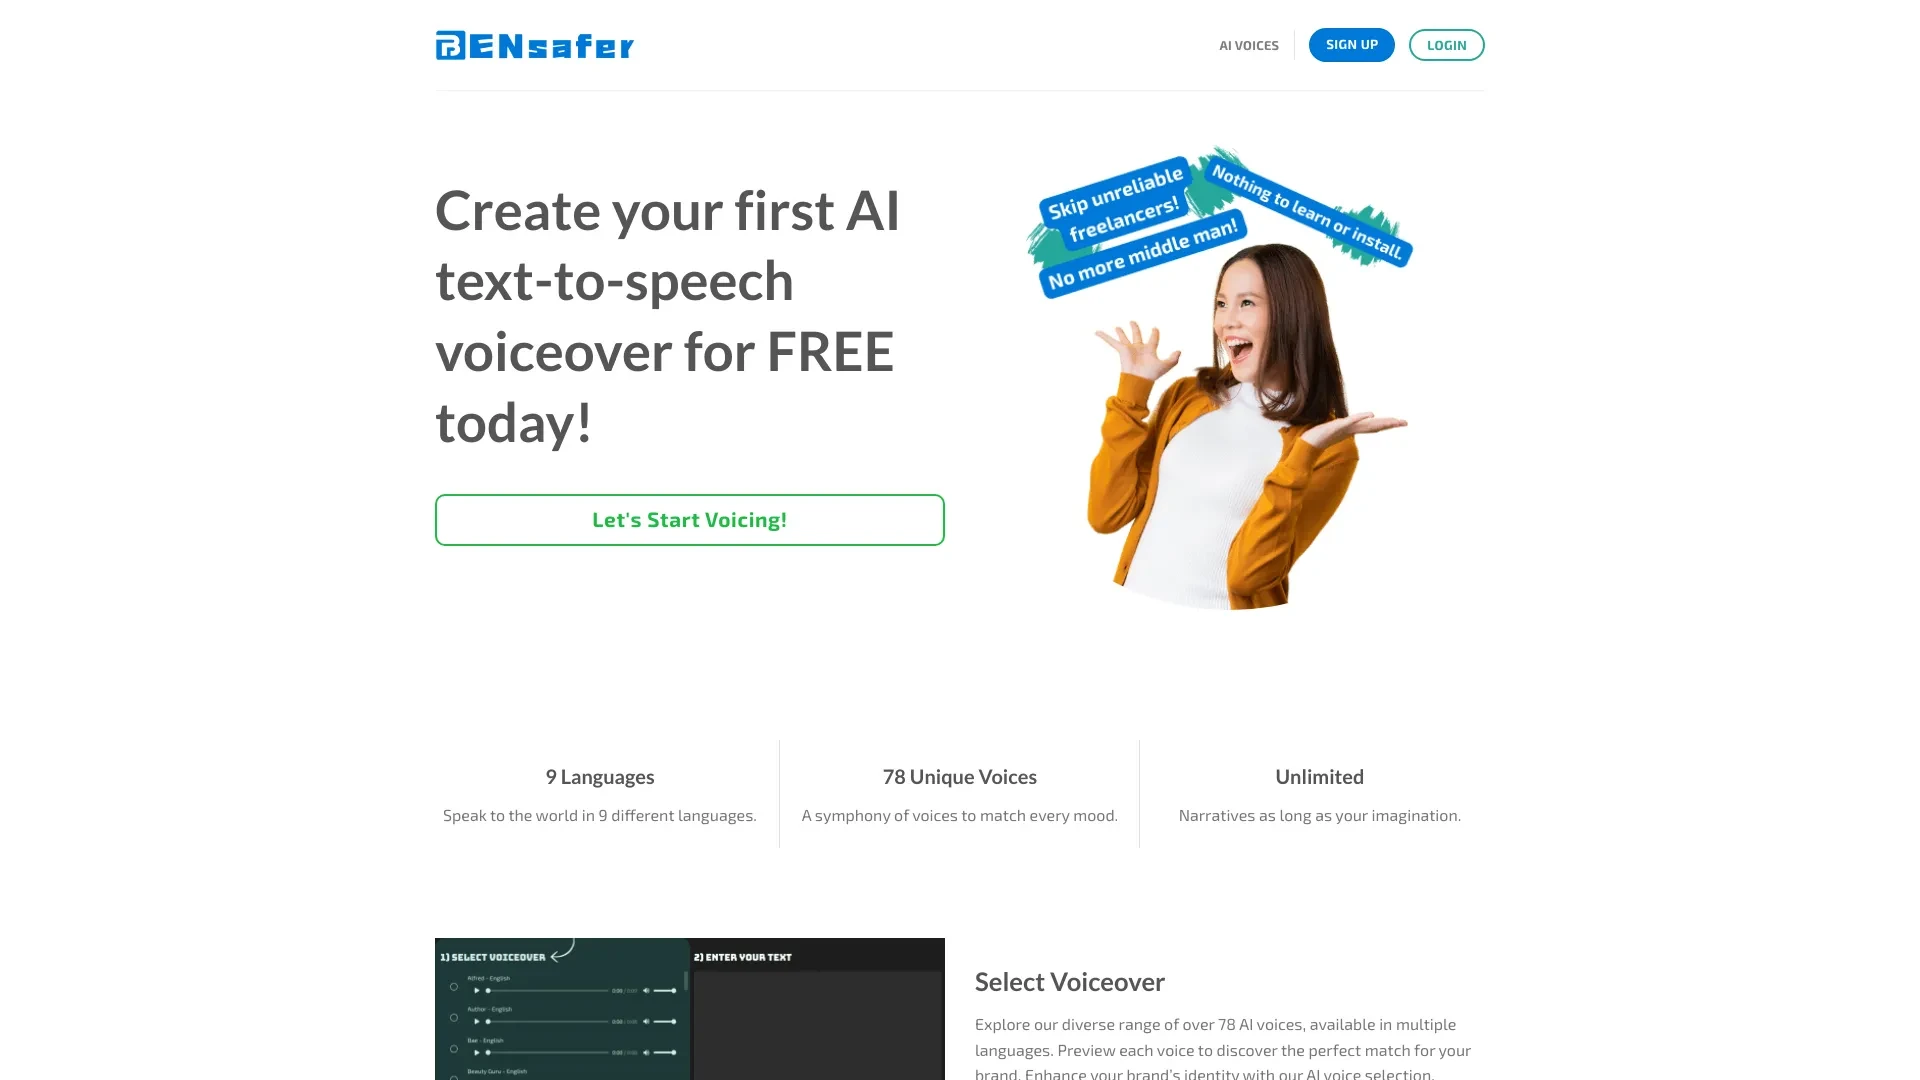 BENsafer
AI VOICES
SIGN UP
LOGIN
Create your first AI
text-to-speech
voiceover for FREE
today!
Let's Start Voicing!
Skip unreliable
freelancers!
No more middle man!
Nothing to learn or install.
9 Languages
Speak to the world in 9 different languages.
78 Unique Voices
A symphony of voices to match every mood.
Unlimited
Narratives as long as your imagination.
1) SELECT VOICEOVER
Alfred - English
Author - English
Bae - English
Beauty Guru - English
2) ENTER YOUR TEXT
Select Voiceover
Explore our diverse range of over 78 AI voices, available in multiple
languages. Preview each voice to discover the perfect match for your
brand. Enhance your brand's identity with our AI voice selection.